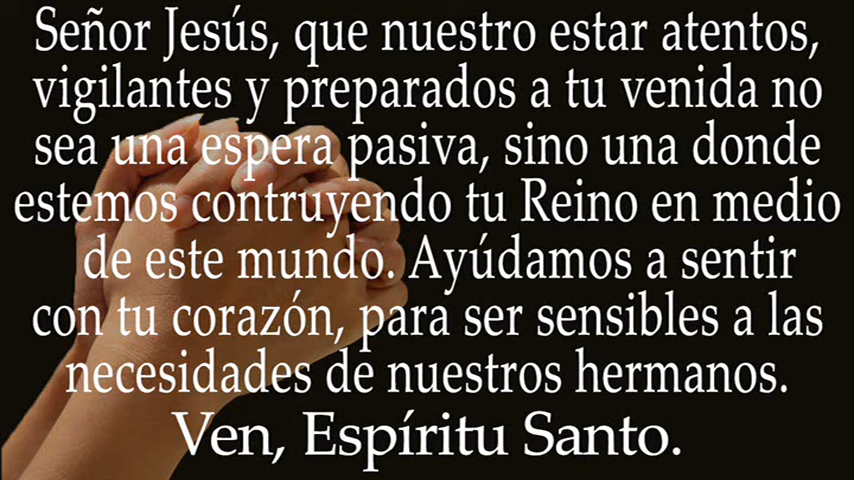 Señor Jesús, que nuestro estar atentos,
vigilantes y preparados a tu venida no
sea una espera pasiva, sino una donde
estemos contruyendo tu Reino en medio
de este mundo. Ayúdamos a sentir
con tu corazón, para ser sensibles a las
necesidades de nuestros hermanos.
Ven, Espíritu Santo.